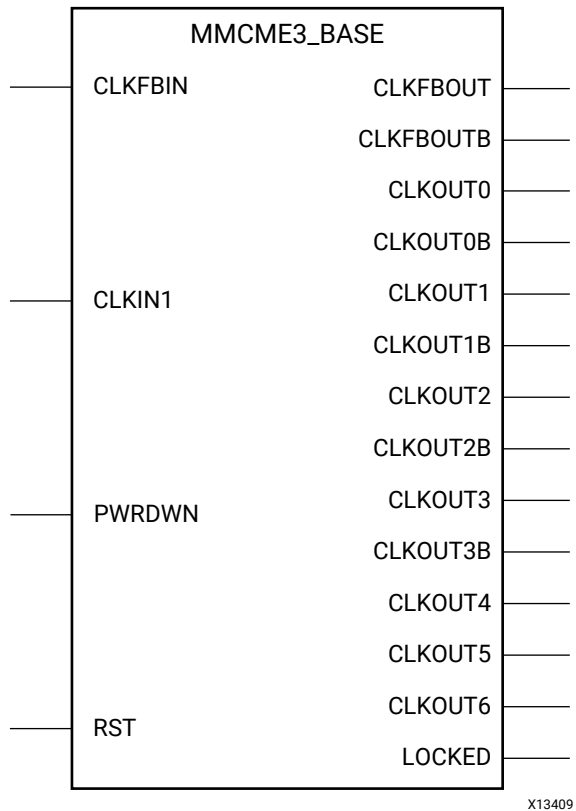 MMCME3_BASE
CLKFBIN
CLKFBOUT
CLKFBOUTB
CLKOUT0
CLKOUT0B
CLKIN1
CLKOUT1
CLKOUT1B
CLKOUT2
CLKOUT2B
PWRDWN
CLKOUT3
CLKOUT3B
CLKOUT4
CLKOUT5
CLKOUT6
RST
LOCKED
X13409